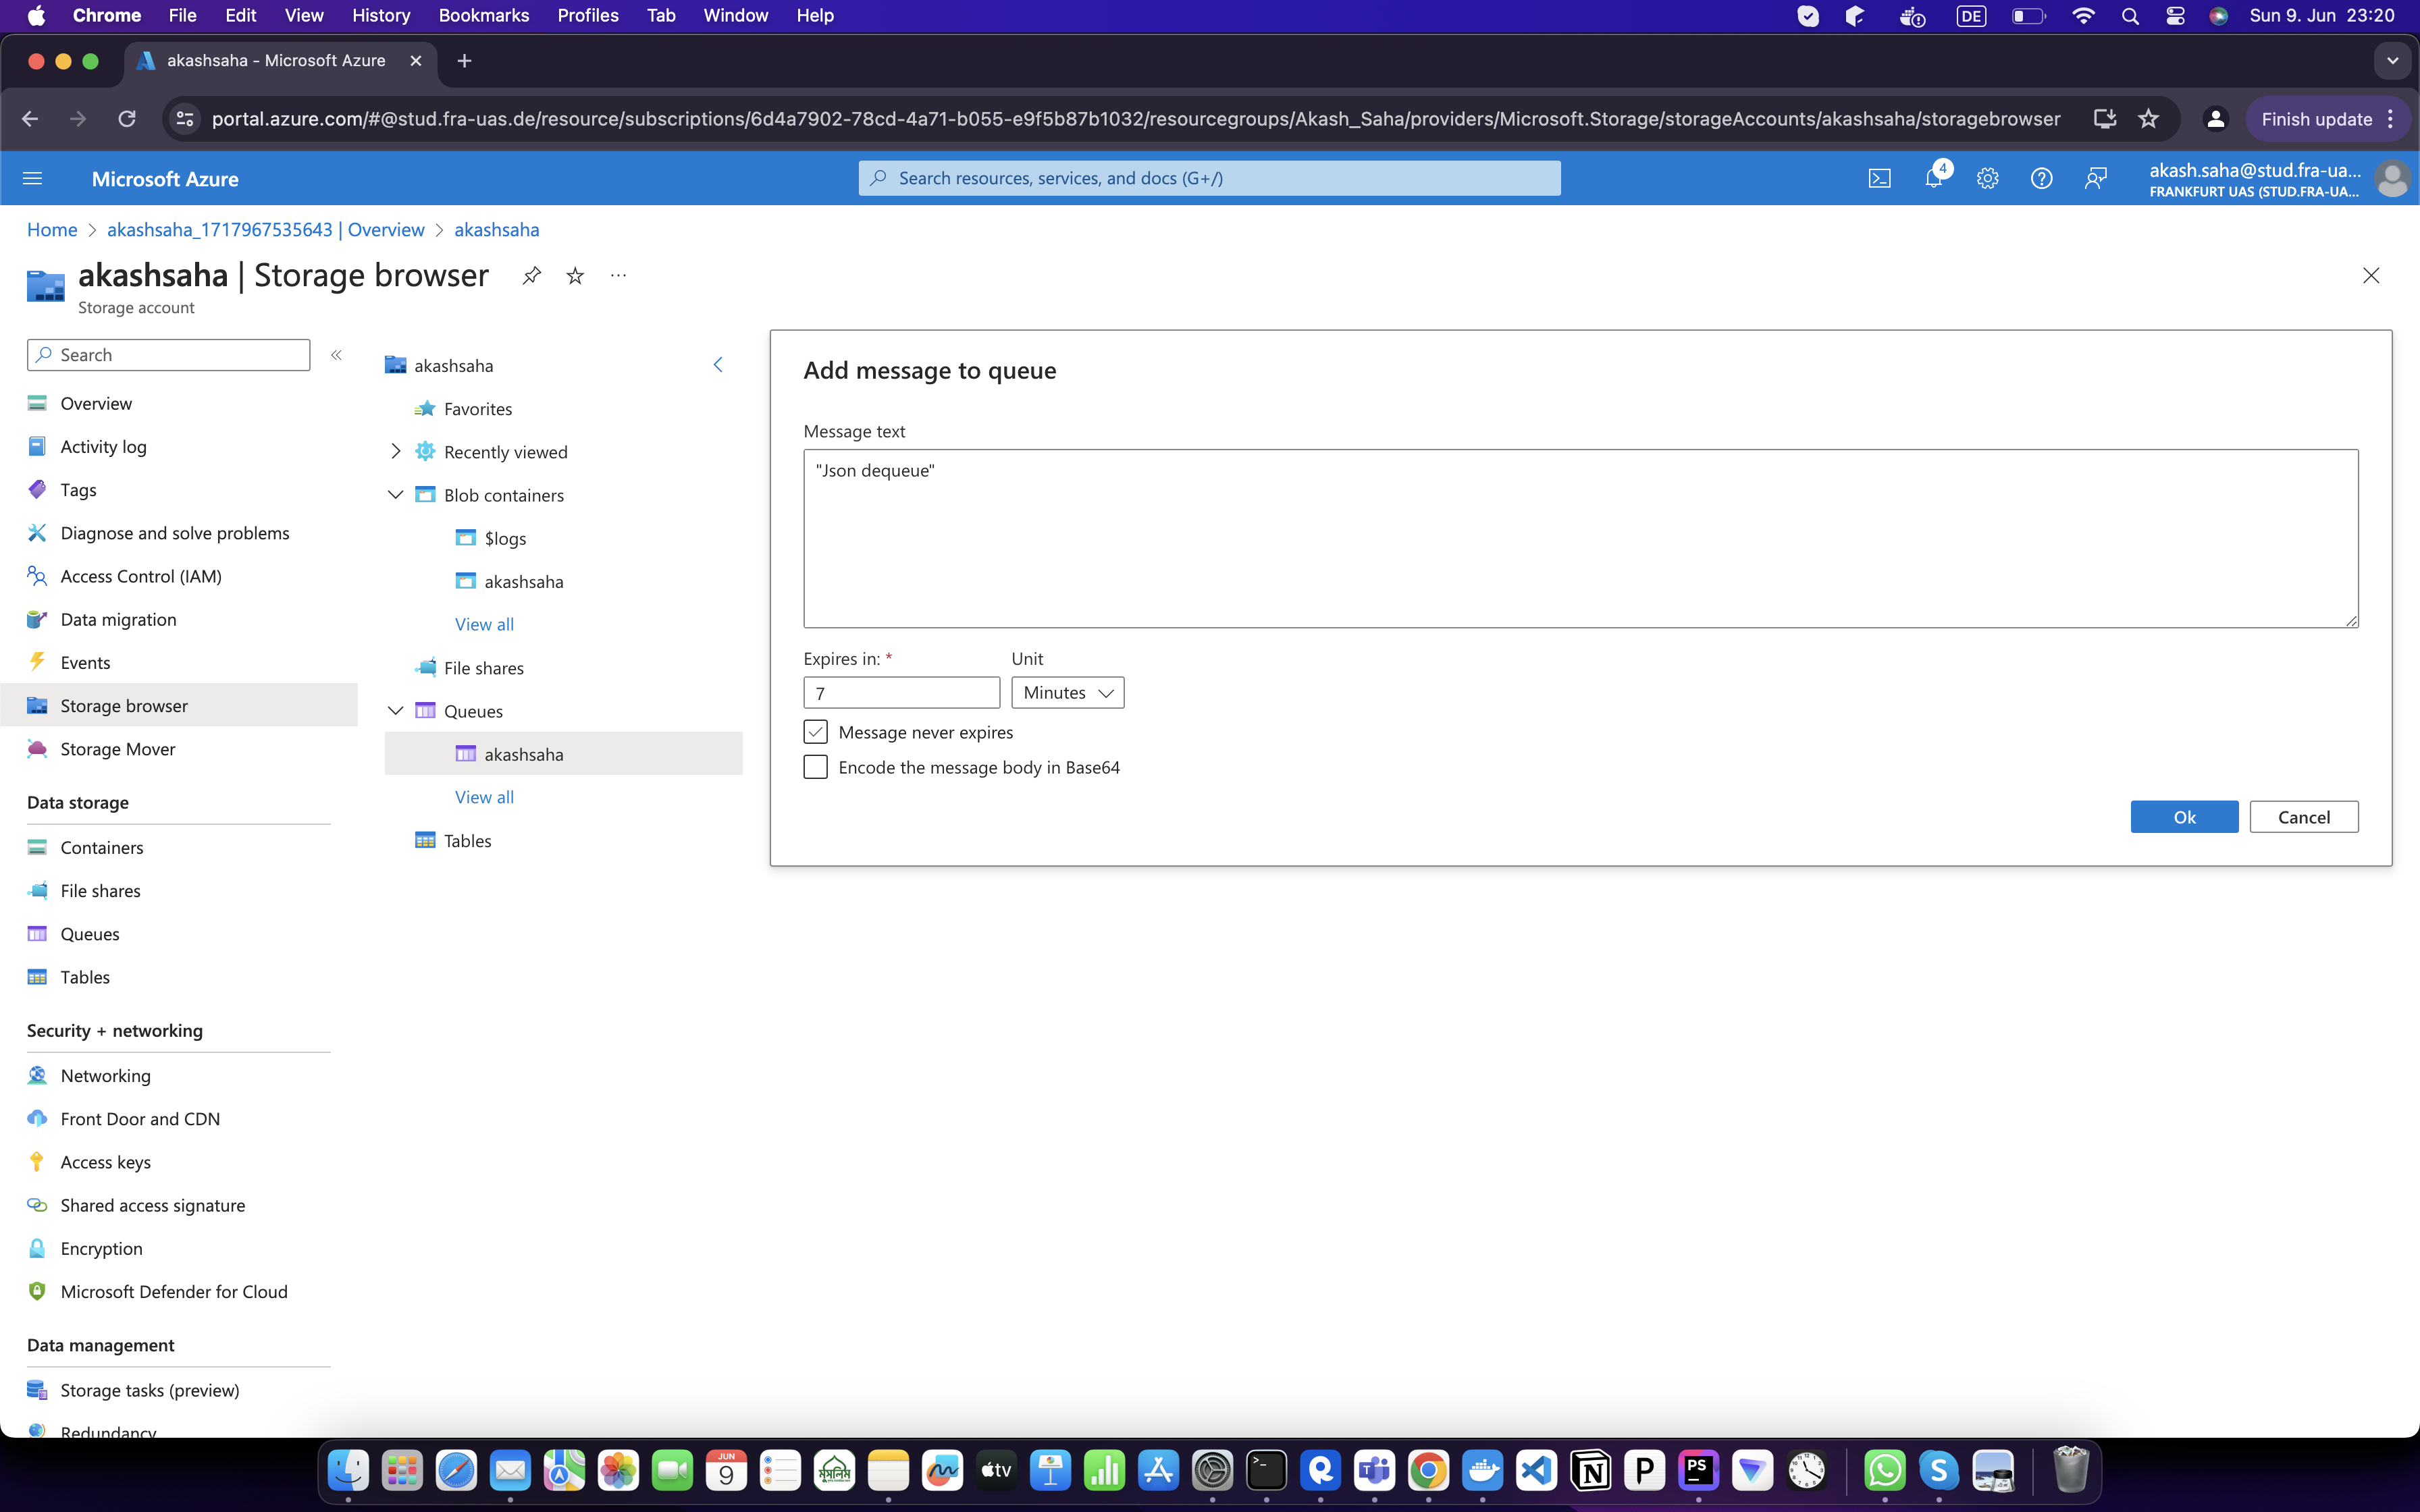 Chrome File Edit View History Bookmarks Profiles Tab Window Help DE Sun 9. Jun 23:20
akashsaha - Microsoft Azure
portal.azure.com/#@stud.fra-uas.de/resource/subscriptions/6d4a7902-78cd-4a71-b055-e9f5b87b1032/resourcegroups/Akash_Saha/providers/Microsoft.Storage/storageAccounts/akashsaha/storagebrowser Finish update
Microsoft Azure
Search resources, services, and docs (G+/)
4
akash.saha@stud.fra-ua...
FRANKFURT UAS (STUD.FRA-UA...
Home > akashsaha_1717967535643 | Overview > akashsaha
akashsaha | Storage browser
Storage account
Search
Overview
Activity log
Tags
Diagnose and solve problems
Access Control (IAM)
Data migration
Events
Storage browser
Storage Mover
Data storage
Containers
File shares
Queues
Tables
Security + networking
Networking
Front Door and CDN
Access keys
Shared access signature
Encryption
Microsoft Defender for Cloud
Data management
Storage tasks (preview)
Redundancy
akashsaha
Favorites
Recently viewed
Blob containers
$logs
akashsaha
View all
File shares
Queues
akashsaha
View all
Tables
Add message to queue
Message text
"Json dequeue"
Expires in: * Unit
7 Minutes
Message never expires
Encode the message body in Base64
Ok Cancel
JUN
9
মুসলিম
tv
N
P
PS
S